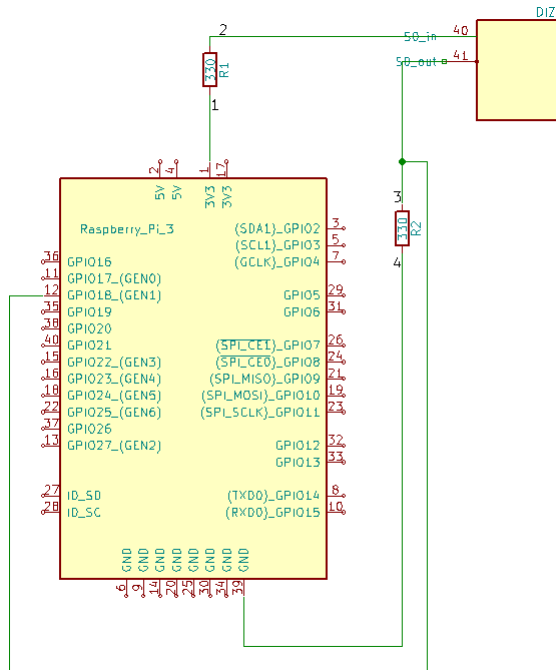 DIZ
2
SD_in 40
SD_out 41
330 R1
1
2 4 1 17
5V 5V 3V3 3V3
Raspberry_Pi_3
36 GPIO16
11 GPIO17_(GEN0)
12 GPIO18_(GEN1)
35 GPIO19
38 GPIO20
40 GPIO21
15 GPIO22_(GEN3)
16 GPIO23_(GEN4)
18 GPIO24_(GEN5)
22 GPIO25_(GEN6)
37 GPIO26
13 GPIO27_(GEN2)
27 ID_SD
28 ID_SC
(SDA1)_GPIO2 3
(SCL1)_GPIO3 5
(GCLK)_GPIO4 7
GPIO5 29
GPIO6 31
(SPI_CE1)_GPIO7 26
(SPI_CE0)_GPIO8 24
(SPI_MISO)_GPIO9 21
(SPI_MOSI)_GPIO10 19
(SPI_SCLK)_GPIO11 23
GPIO12 32
GPIO13 33
(TXD0)_GPIO14 8
(RXD0)_GPIO15 10
GND GND GND GND GND GND GND GND
6 9 14 20 25 30 34 39
3
330 R2
4